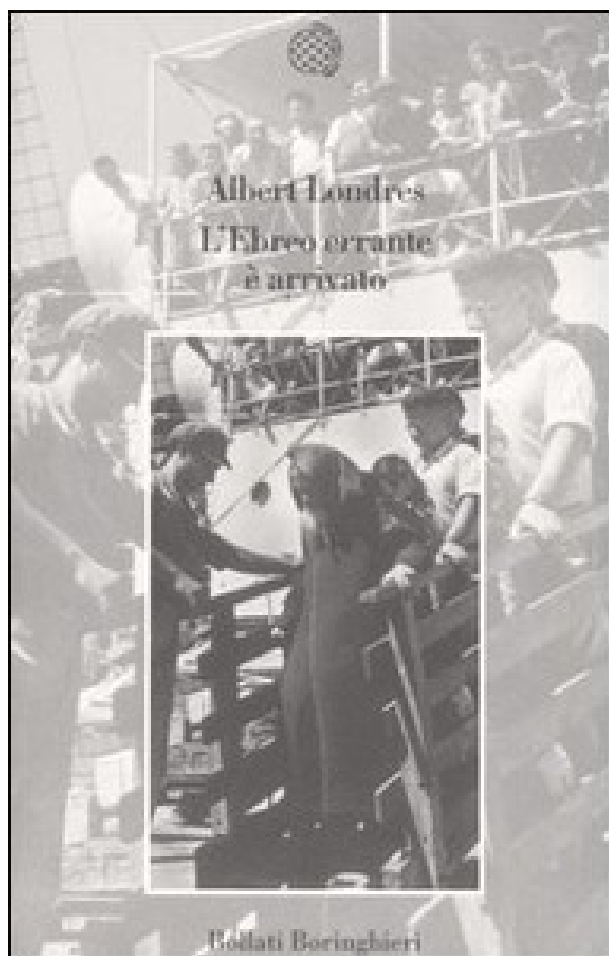 Albert Londres
L'Ebreo errante
è arrivato
Bollati Boringhieri